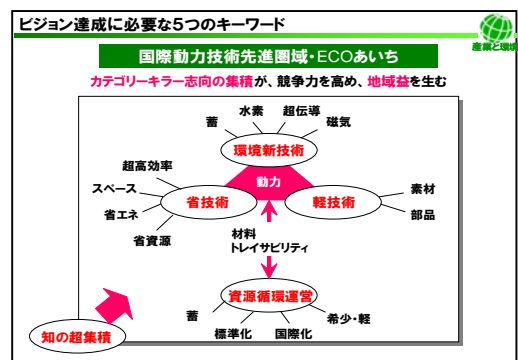 ビジョン達成に必要な5つのキーワード
産業と環境
国際動力技術先進圏域・ECOあいち
カテゴリーキラー志向の集積が、競争力を高め、地域益を生む
水素
超伝導
蓄
磁気
環境新技術
超高効率
動力
スペース
素材
省技術
軽技術
省エネ
部品
省資源
材料
トレイサビリティ
資源循環運営
蓄
希少・軽
標準化
国際化
知の超集積